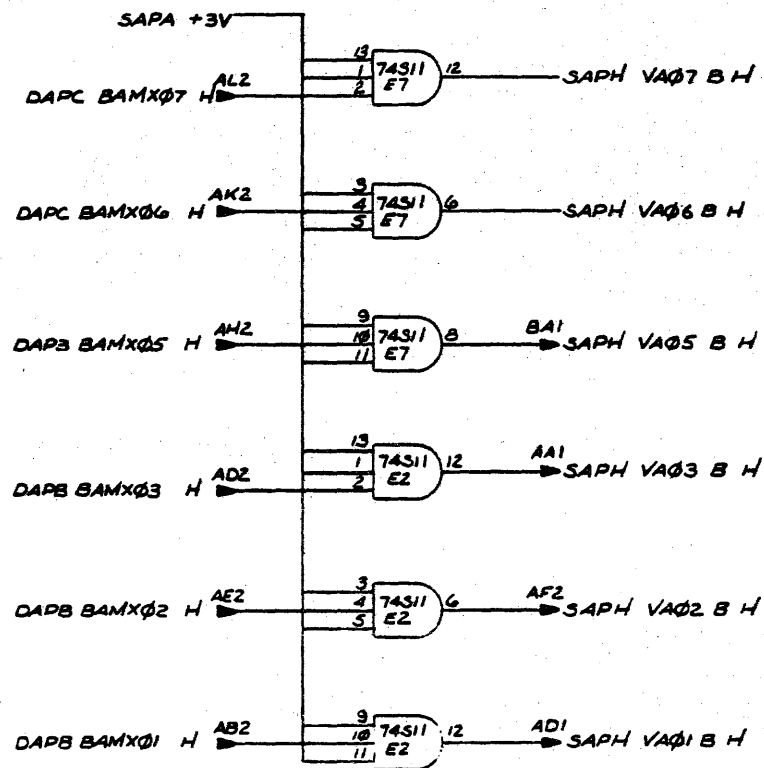 SAPA +3V
13
1
2
74S11
E7
12
SAPH VAØ7 B H
DAPC BAMXØ7 H
AL2
3
4
5
74S11
E7
6
SAPH VAØ6 B H
DAPC BAMXØ6 H
AK2
9
10
11
74S11
E7
8
BA1
SAPH VAØ5 B H
DAPB BAMXØ5 H
AH2
13
1
2
74S11
E2
12
AA1
SAPH VAØ3 B H
DAPB BAMXØ3 H
AD2
3
4
5
74S11
E2
6
AF2
SAPH VAØ2 B H
DAPB BAMXØ2 H
AE2
9
1Ø
11
74S11
E2
12
AD1
SAPH VAØ1 B H
DAPB BAMXØ1 H
AB2